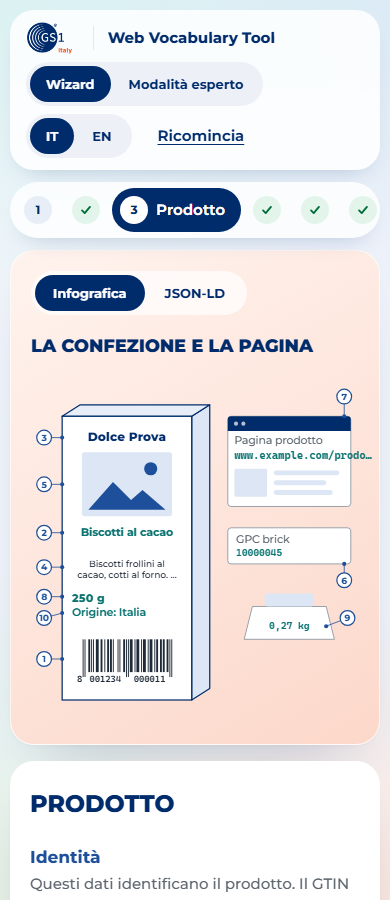 GS1
Italy
Web Vocabulary Tool
Wizard
Modalità esperto
IT
EN
Ricomincia
1
3
Prodotto
Infografica
JSON-LD
LA CONFEZIONE E LA PAGINA
7
3
Dolce Prova
Pagina prodotto
www.example.com/prodo…
5
2
Biscotti al cacao
GPC brick
10000045
4
Biscotti frollini al
cacao, cotti al forno. …
6
8
250 g
10
Origine: Italia
9
0,27 kg
1
8 001234 000011
PRODOTTO
Identità
Questi dati identificano il prodotto. Il GTIN